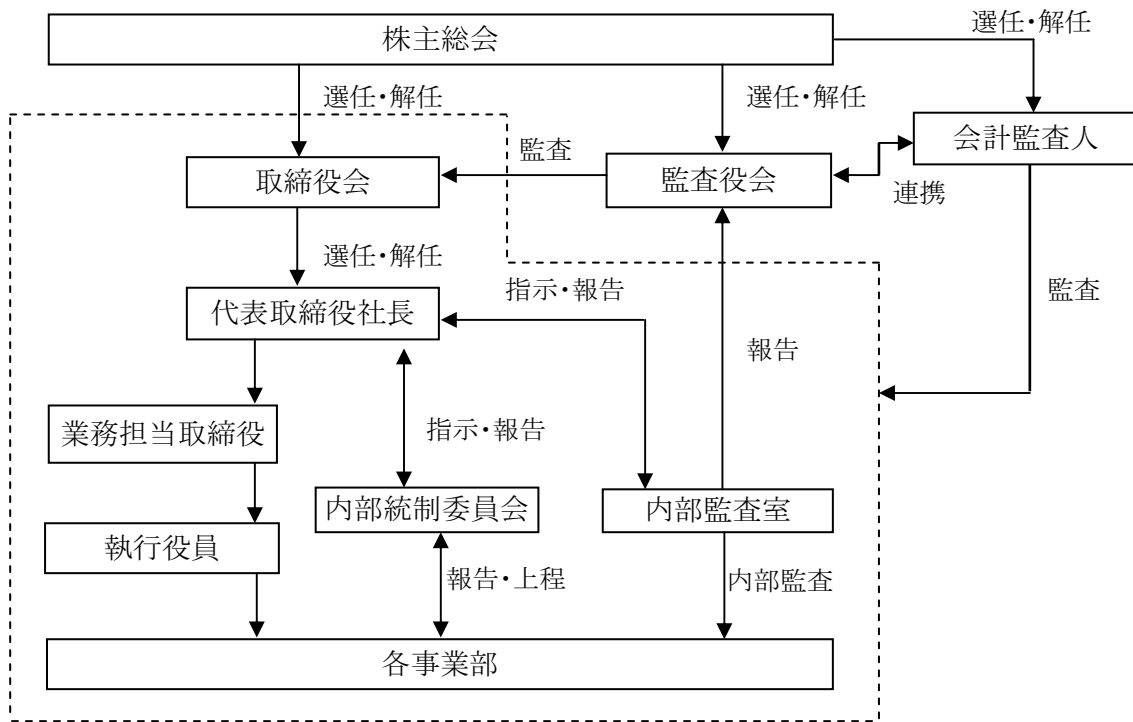 株主総会
選任・解任
選任・解任
選任・解任
会計監査人
監査
取締役会
監査役会
連携
選任・解任
指示・報告
監査
代表取締役社長
報告
業務担当取締役
指示・報告
内部統制委員会
内部監査室
執行役員
報告・上程
内部監査
各事業部